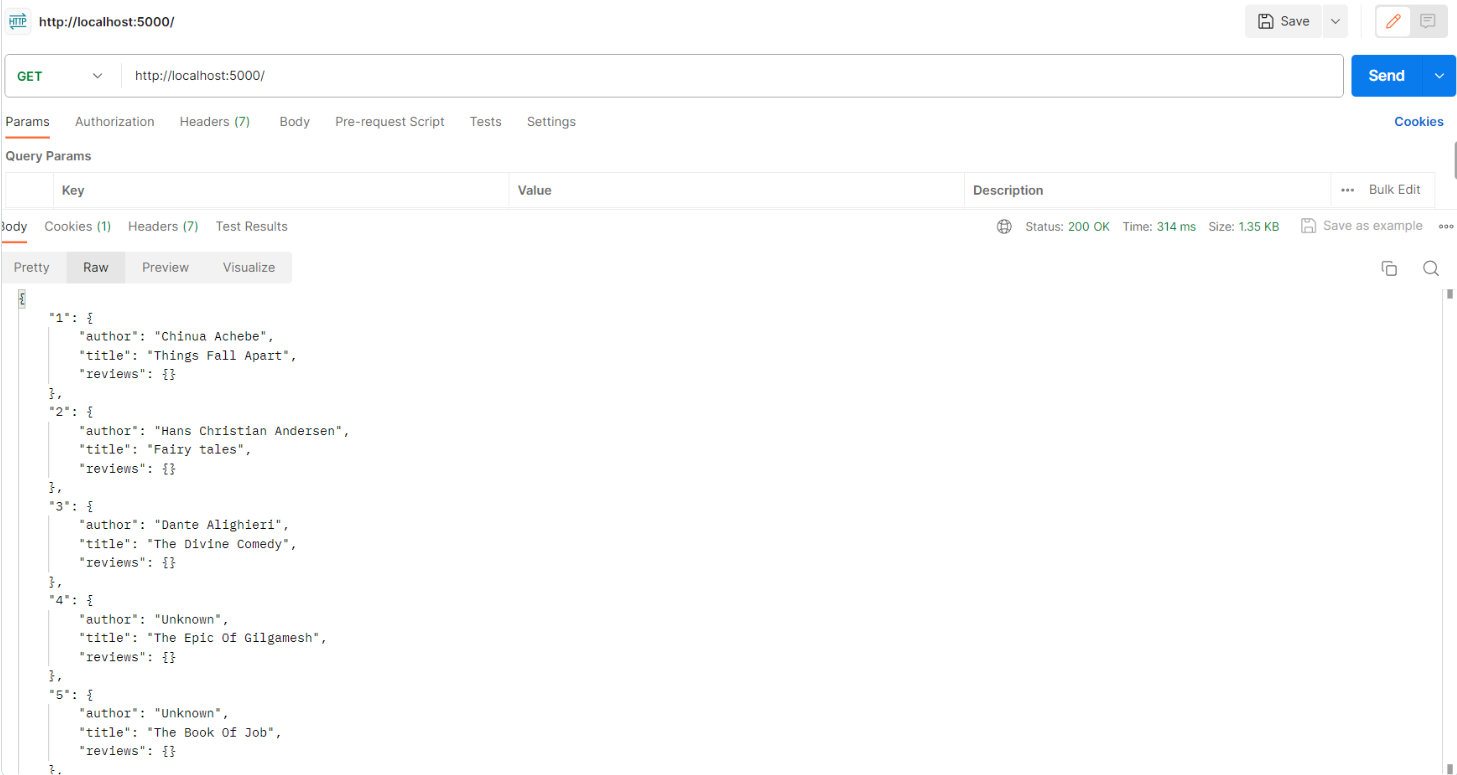 HTTP http://localhost:5000/ Save
GET http://localhost:5000/ Send
Params Authorization Headers (7) Body Pre-request Script Tests Settings Cookies
Query Params
Key Value Description ••• Bulk Edit
Body Cookies (1) Headers (7) Test Results Status: 200 OK Time: 314 ms Size: 1.35 KB Save as example •••
Pretty Raw Preview Visualize
{
"1": {
"author": "Chinua Achebe",
"title": "Things Fall Apart",
"reviews": {}
},
"2": {
"author": "Hans Christian Andersen",
"title": "Fairy tales",
"reviews": {}
},
"3": {
"author": "Dante Alighieri",
"title": "The Divine Comedy",
"reviews": {}
},
"4": {
"author": "Unknown",
"title": "The Epic Of Gilgamesh",
"reviews": {}
},
"5": {
"author": "Unknown",
"title": "The Book Of Job",
"reviews": {}
},